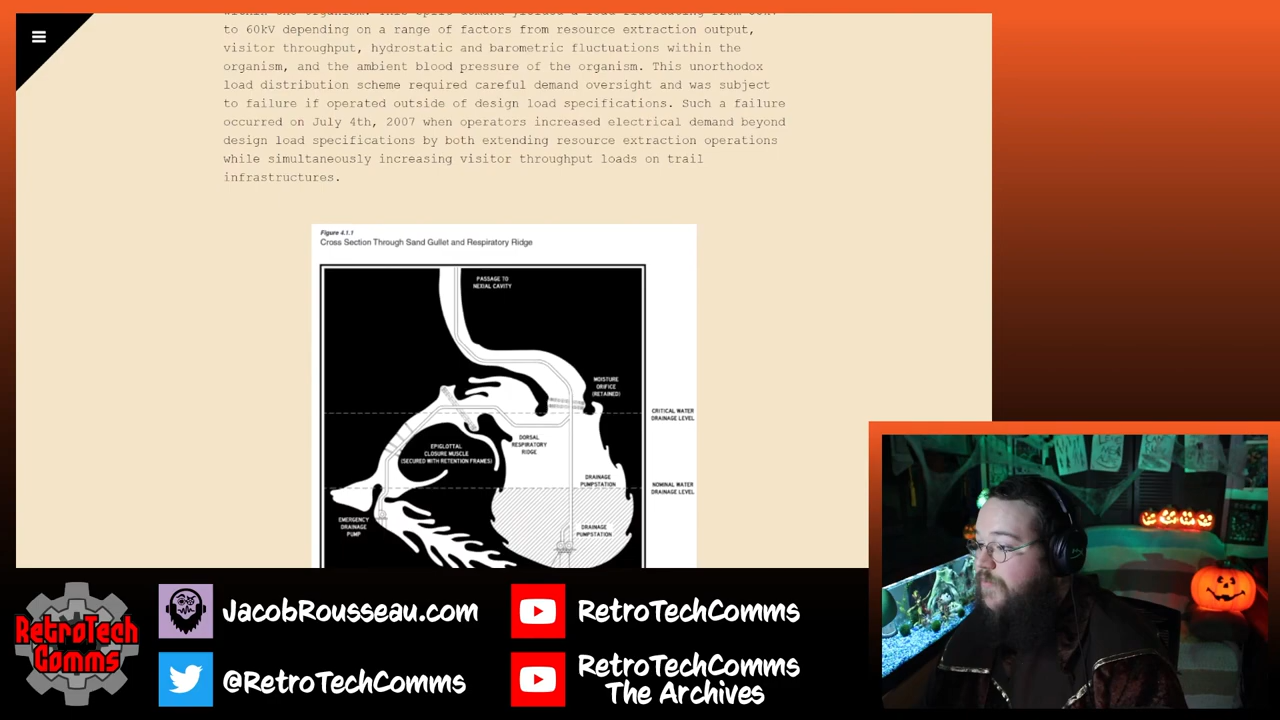 to 60kV depending on a range of factors from resource extraction output,
visitor throughput, hydrostatic and barometric fluctuations within the
organism, and the ambient blood pressure of the organism. This unorthodox
load distribution scheme required careful demand oversight and was subject
to failure if operated outside of design load specifications. Such a failure
occurred on July 4th, 2007 when operators increased electrical demand beyond
design load specifications by both extending resource extraction operations
while simultaneously increasing visitor throughput loads on trail
infrastructures.
Figure 4.1.1
Cross Section Through Sand Gullet and Respiratory Ridge
PASSAGE TO
NEXIAL CAVITY
MOISTURE
ORIFICE
(RETAINED)
CRITICAL WATER
DRAINAGE LEVEL
EPIGLOTTAL
CLOSURE MUSCLE
(SECURED WITH RETENTION FRAMES)
DORSAL
RESPIRATORY
RIDGE
DRAINAGE
PUMPSTATION
NOMINAL WATER
DRAINAGE LEVEL
EMERGENCY
DRAINAGE
PUMP
DRAINAGE
PUMPSTATION
RetroTech
Comms
JacobRousseau.com
@RetroTechComms
RetroTechComms
RetroTechComms
The Archives